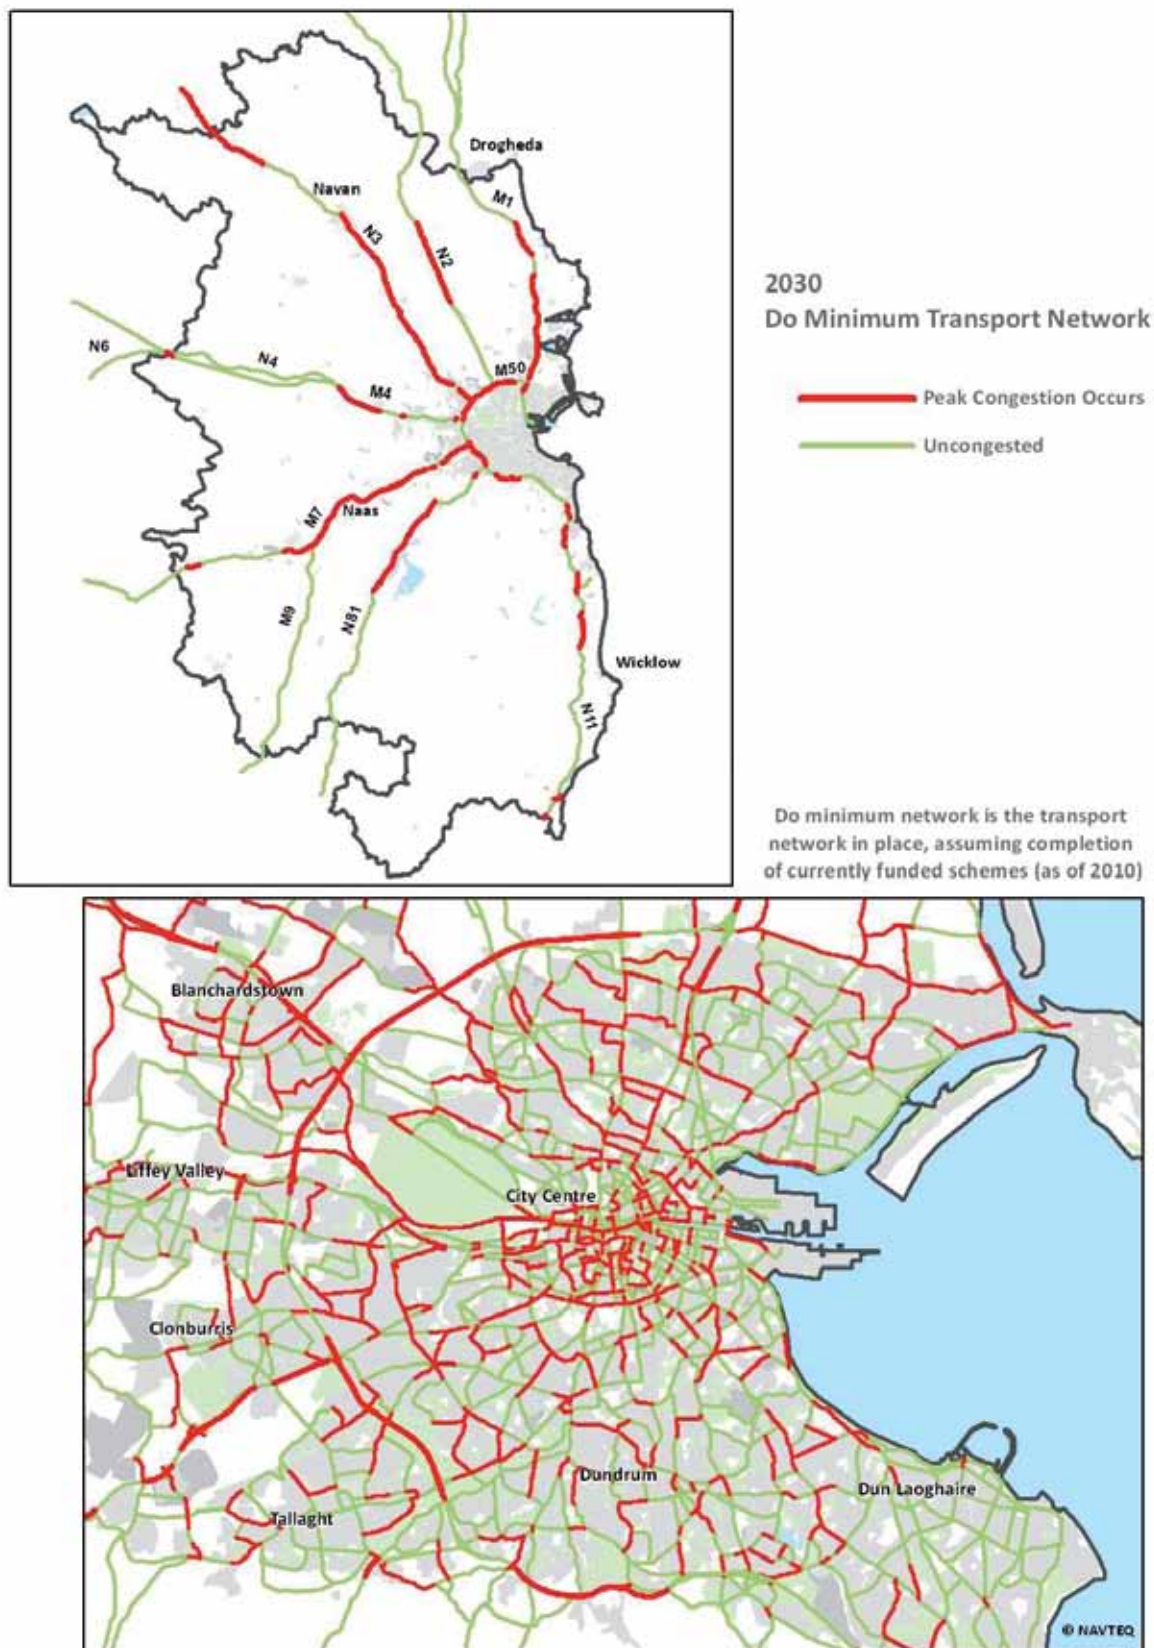 Drogheda
M1
Navan
N3
N2
N6
N4
M4
M50
M7
Naas
M9
N81
Wicklow
N11
2030
Do Minimum Transport Network
Peak Congestion Occurs
Uncongested
Do minimum network is the transport
network in place, assuming completion
of currently funded schemes (as of 2010)
Blanchardstown
Liffey Valley
City Centre
Clonburris
Dundrum
Dun Laoghaire
Tallaght
© NAVTEQ